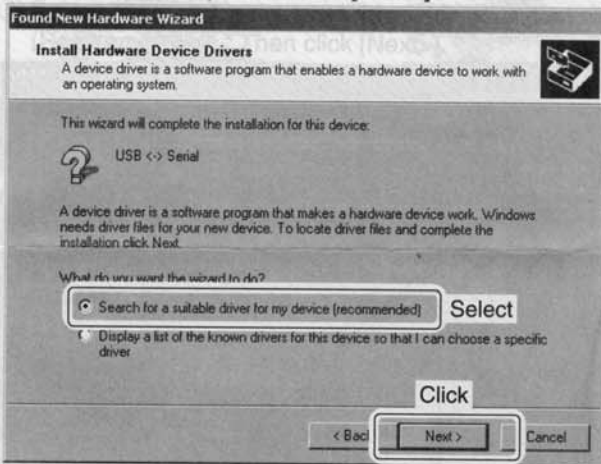 Found New Hardware Wizard
Install Hardware Device Drivers
A device driver is a software program that enables a hardware device to work with
an operating system.
This wizard will complete the installation for this device:
USB <-> Serial
A device driver is a software program that makes a hardware device work. Windows
needs driver files for your new device. To locate driver files and complete the
installation click Next.
What do you want the wizard to do?
Search for a suitable driver for my device (recommended)
Select
Display a list of the known drivers for this device so that I can choose a specific
driver
Click
< Back
Next >
Cancel